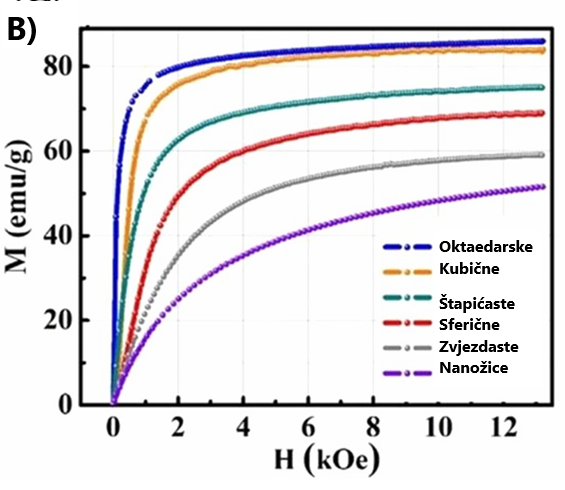 B)
M (emu/g)
80
60
40
20
0
Oktaedarske
Kubične
Štapićaste
Sferične
Zvjezdaste
Nanožice
0 2 4 6 8 10 12
H (kOe)